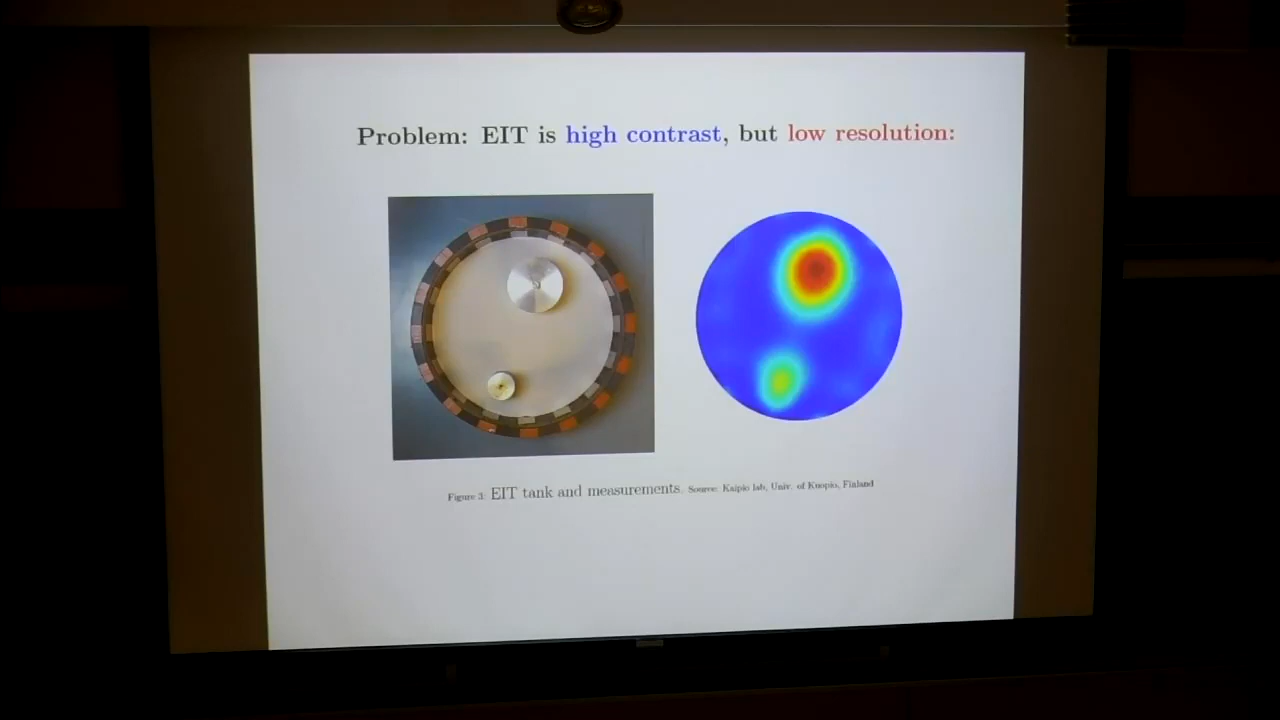 Problem: EIT is high contrast, but low resolution:
Figure 3: EIT tank and measurements. Source: Kaipio lab, Univ. of Kuopio, Finland